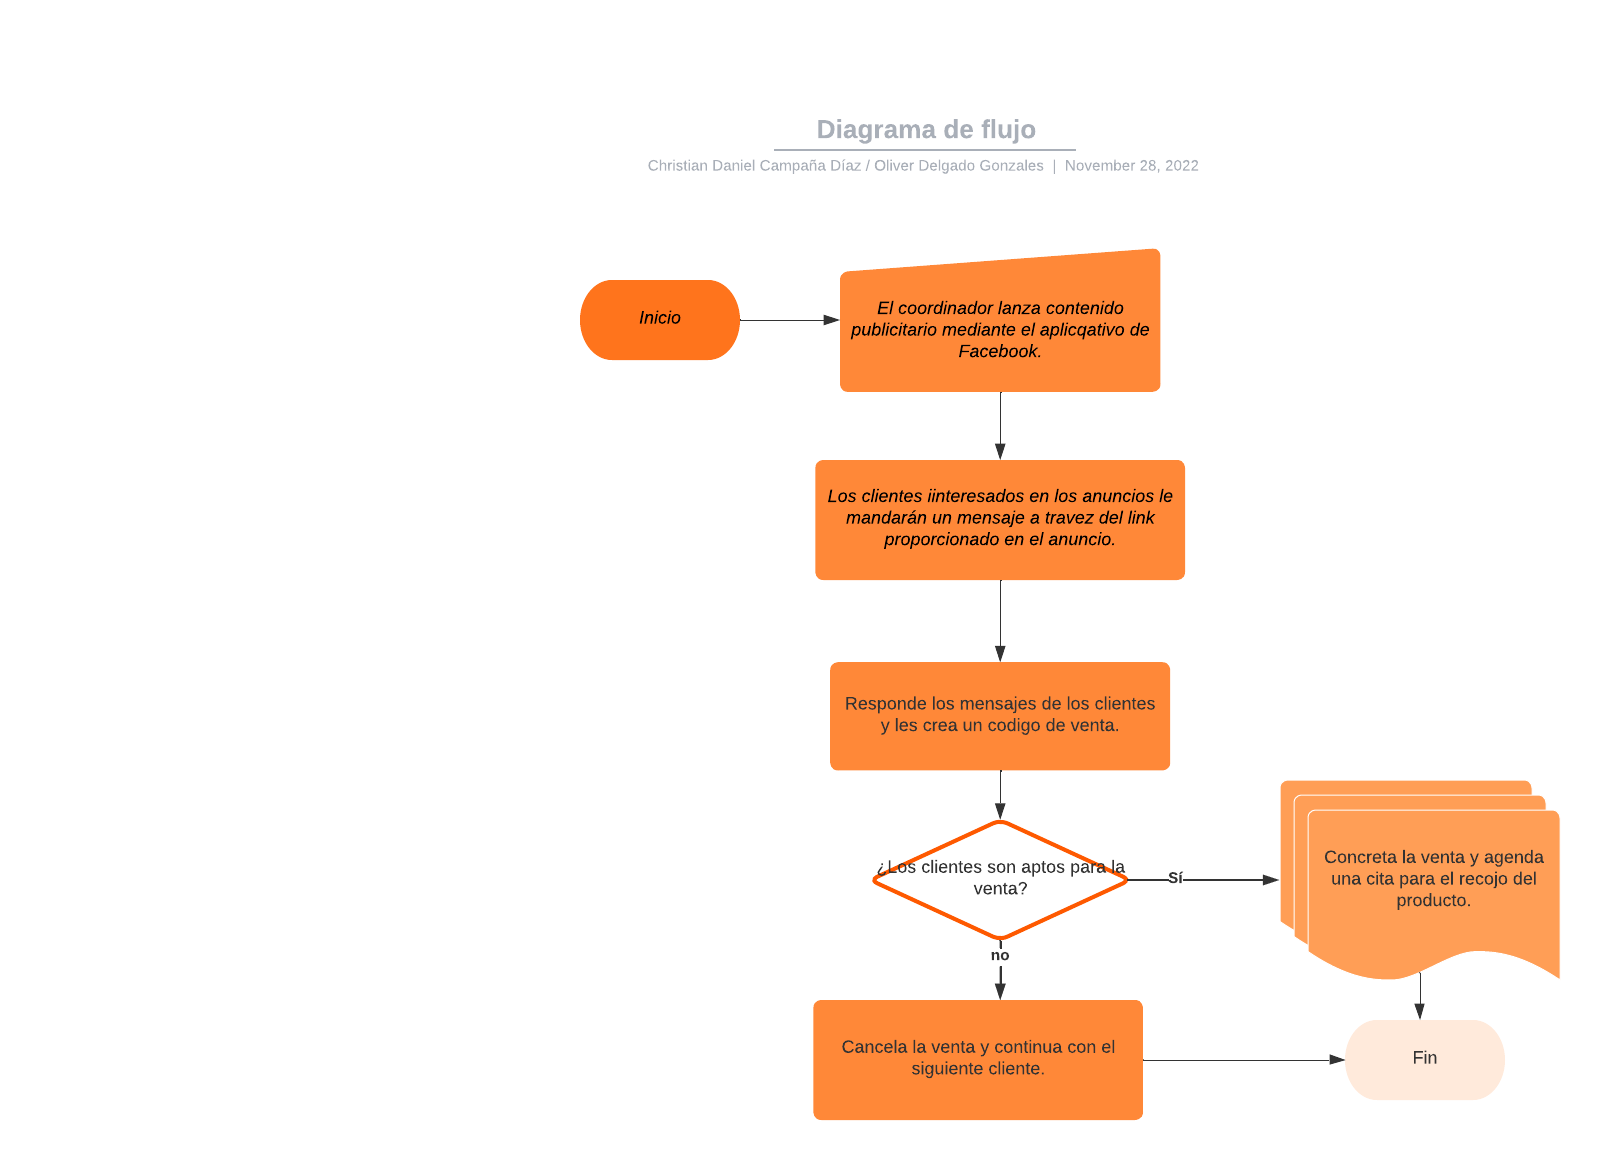 Diagrama de flujo
Christian Daniel Campaña Díaz / Oliver Delgado Gonzales | November 28, 2022
Inicio
El coordinador lanza contenido
publicitario mediante el aplicqativo de
Facebook.
Los clientes iinteresados en los anuncios le
mandarán un mensaje a travez del link
proporcionado en el anuncio.
Responde los mensajes de los clientes
y les crea un codigo de venta.
¿Los clientes son aptos para la
venta?
Sí
Concreta la venta y agenda
una cita para el recojo del
producto.
no
Cancela la venta y continua con el
siguiente cliente.
Fin